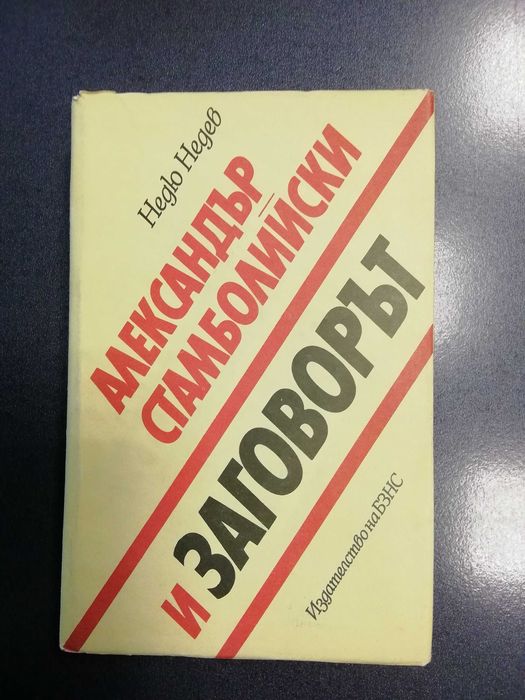 Недю Недев
АЛЕКСАНДЪР
СТАМБОЛИЙСКИ
И ЗАГОВОРЪТ
Издателство на БЗНС